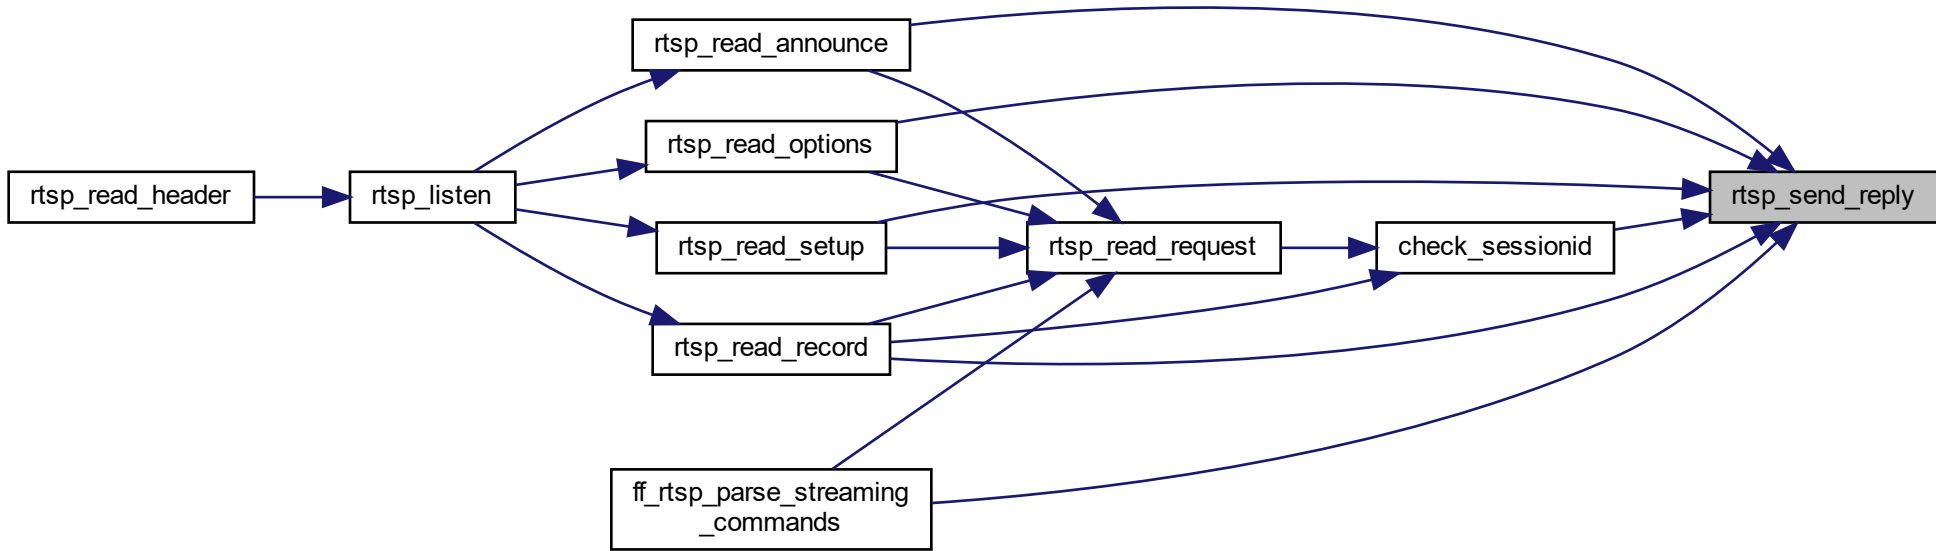 rtsp_read_announce
rtsp_read_options
rtsp_read_header
rtsp_listen
rtsp_send_reply
rtsp_read_setup
rtsp_read_request
check_sessionid
rtsp_read_record
ff_rtsp_parse_streaming
_commands